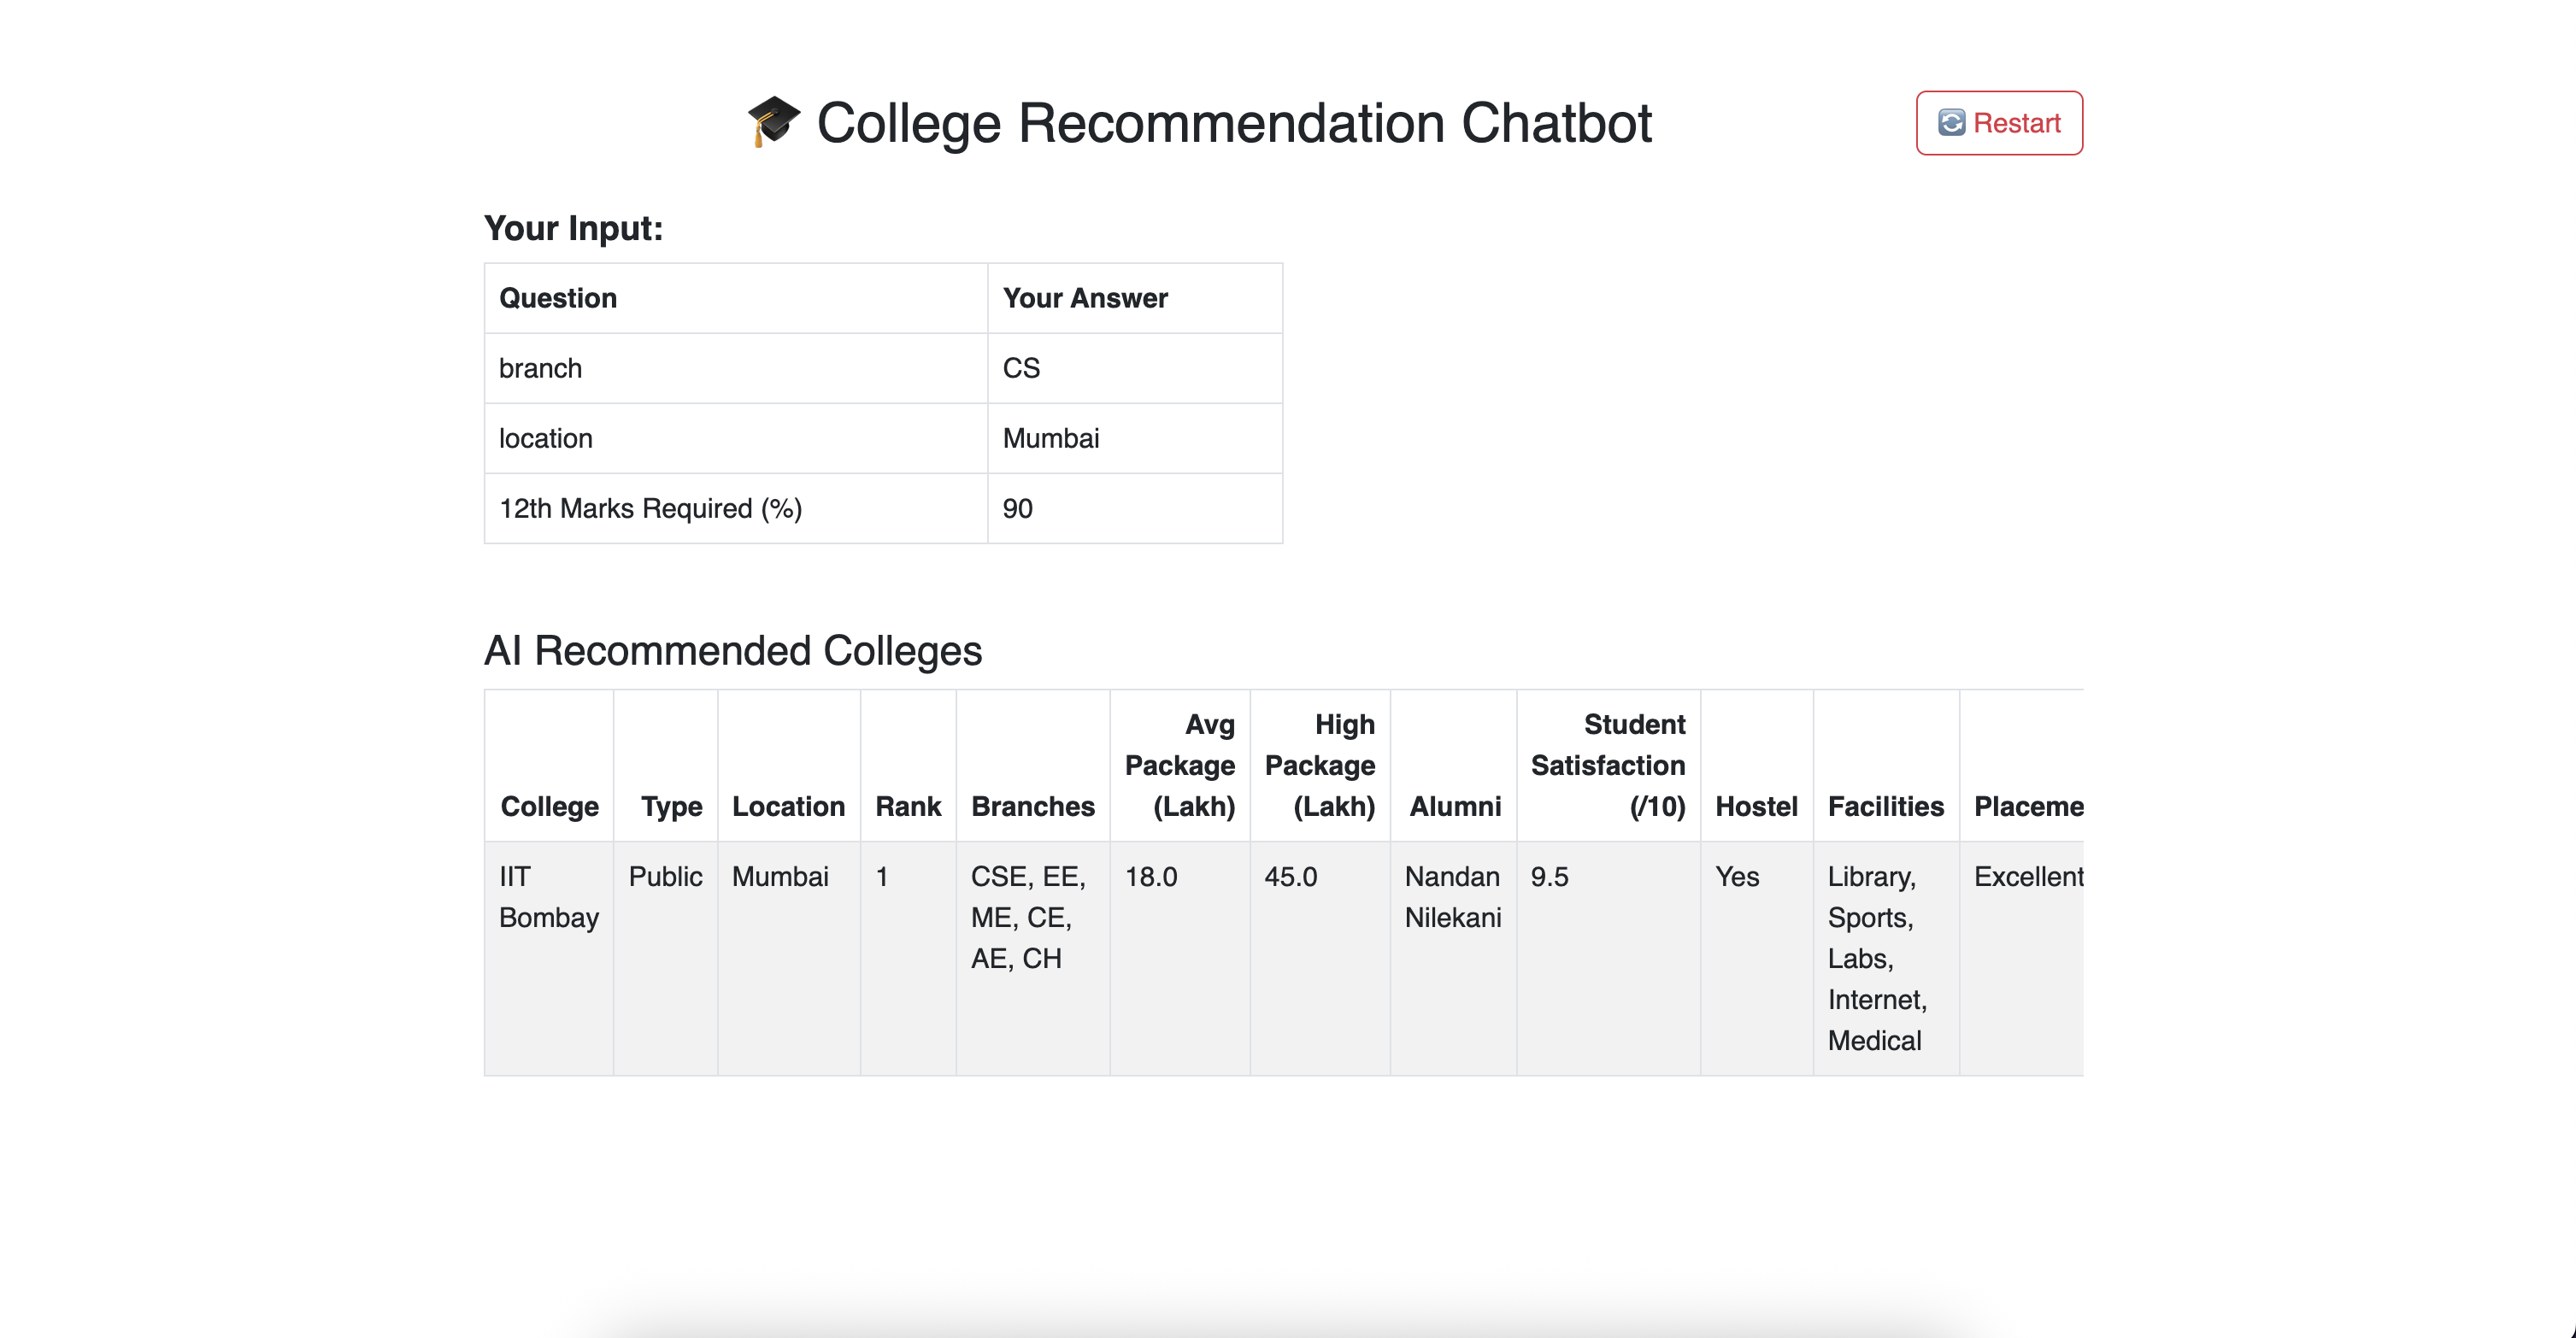 🎓 College Recommendation Chatbot
🔄 Restart
Your Input:
Question Your Answer
branch CS
location Mumbai
12th Marks Required (%) 90
AI Recommended Colleges
College Type Location Rank Branches Avg Package (Lakh) High Package (Lakh) Alumni Student Satisfaction (/10) Hostel Facilities Placeme
IIT Bombay Public Mumbai 1 CSE, EE, ME, CE, AE, CH 18.0 45.0 Nandan Nilekani 9.5 Yes Library, Sports, Labs, Internet, Medical Excellent